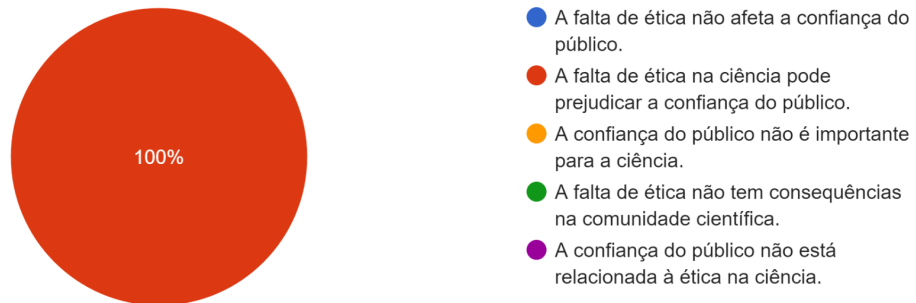 100%
A falta de ética não afeta a confiança do
público.
A falta de ética na ciência pode
prejudicar a confiança do público.
A confiança do público não é importante
para a ciência.
A falta de ética não tem consequências
na comunidade científica.
A confiança do público não está
relacionada à ética na ciência.